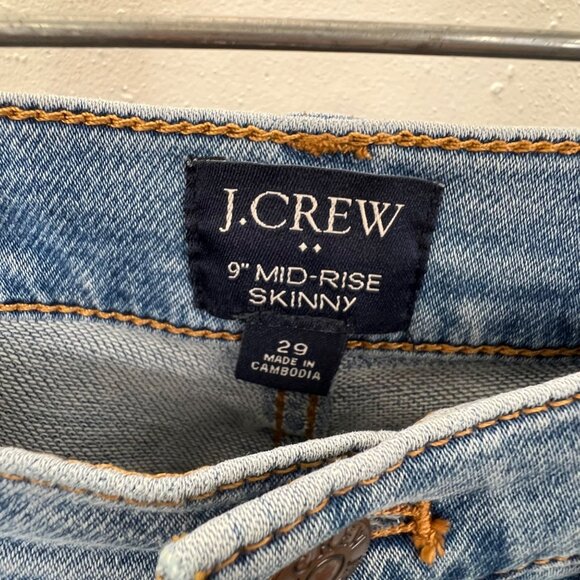 J.CREW
9" MID-RISE
SKINNY
29
MADE IN
CAMBODIA